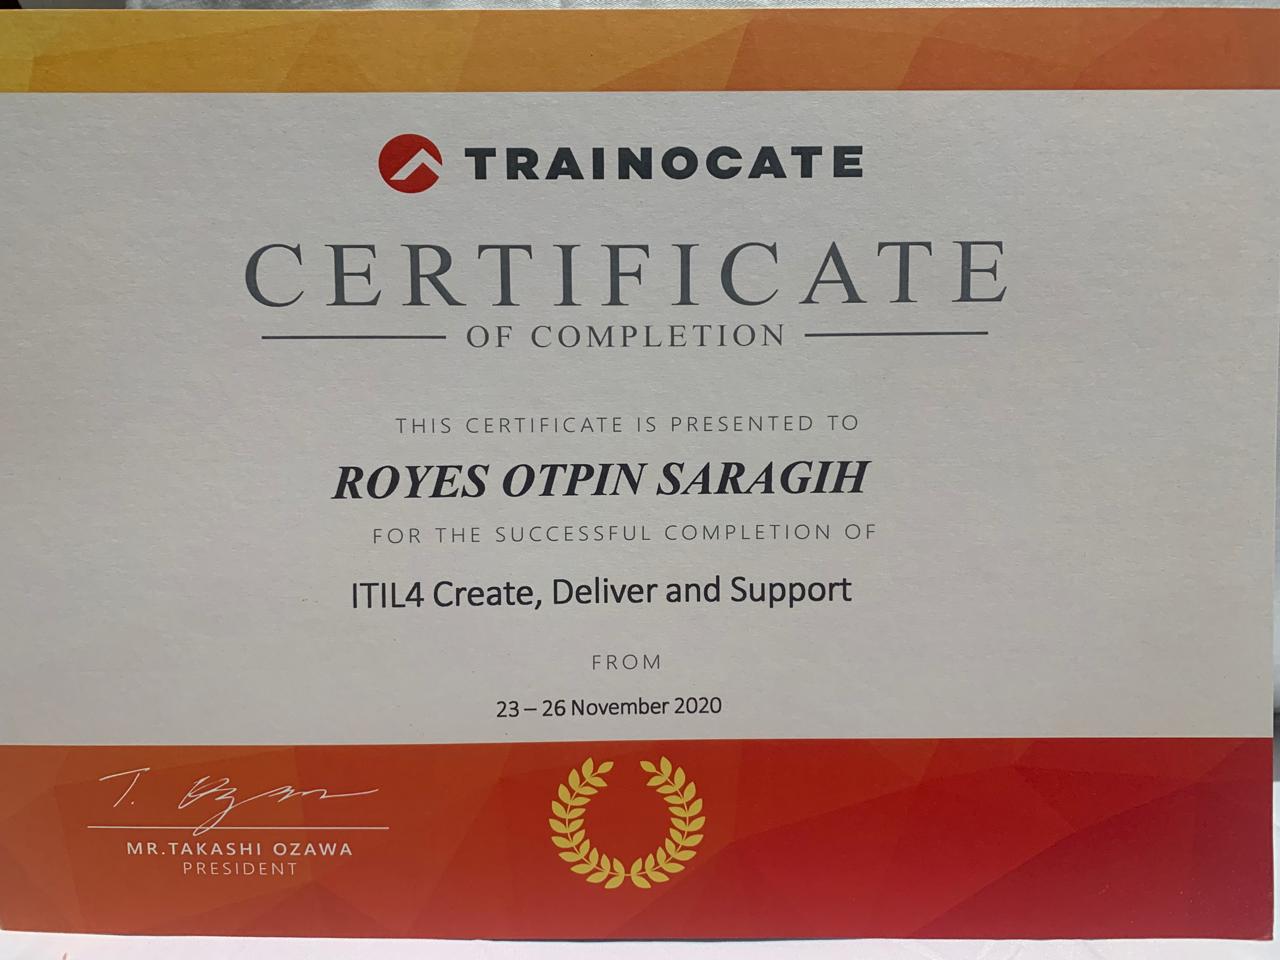 TRAINOCATE
CERTIFICATE
OF COMPLETION
THIS CERTIFICATE IS PRESENTED TO
ROYES OTPIN SARAGIH
FOR THE SUCCESSFUL COMPLETION OF
ITIL4 Create, Deliver and Support
FROM
23 – 26 November 2020
MR.TAKASHI OZAWA
PRESIDENT